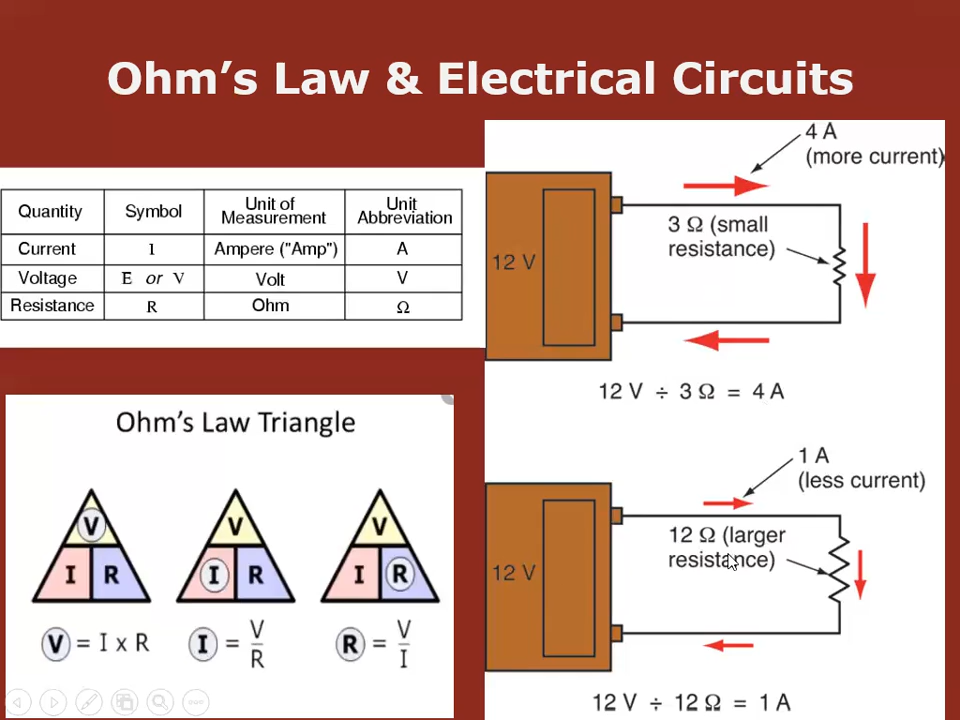 Ohm's Law & Electrical Circuits
Quantity Symbol Unit of Measurement Unit Abbreviation
Current I Ampere ("Amp") A
Voltage E or V Volt V
Resistance R Ohm Ω
Ohm's Law Triangle
V
I R
V = I x R
V
I R
I = V
R
V
I R
R = V
I
4 A
(more current)
3 Ω (small
resistance)
12 V
12 V ÷ 3 Ω = 4 A
1 A
(less current)
12 Ω (larger
resistance)
12 V
12 V ÷ 12 Ω = 1 A